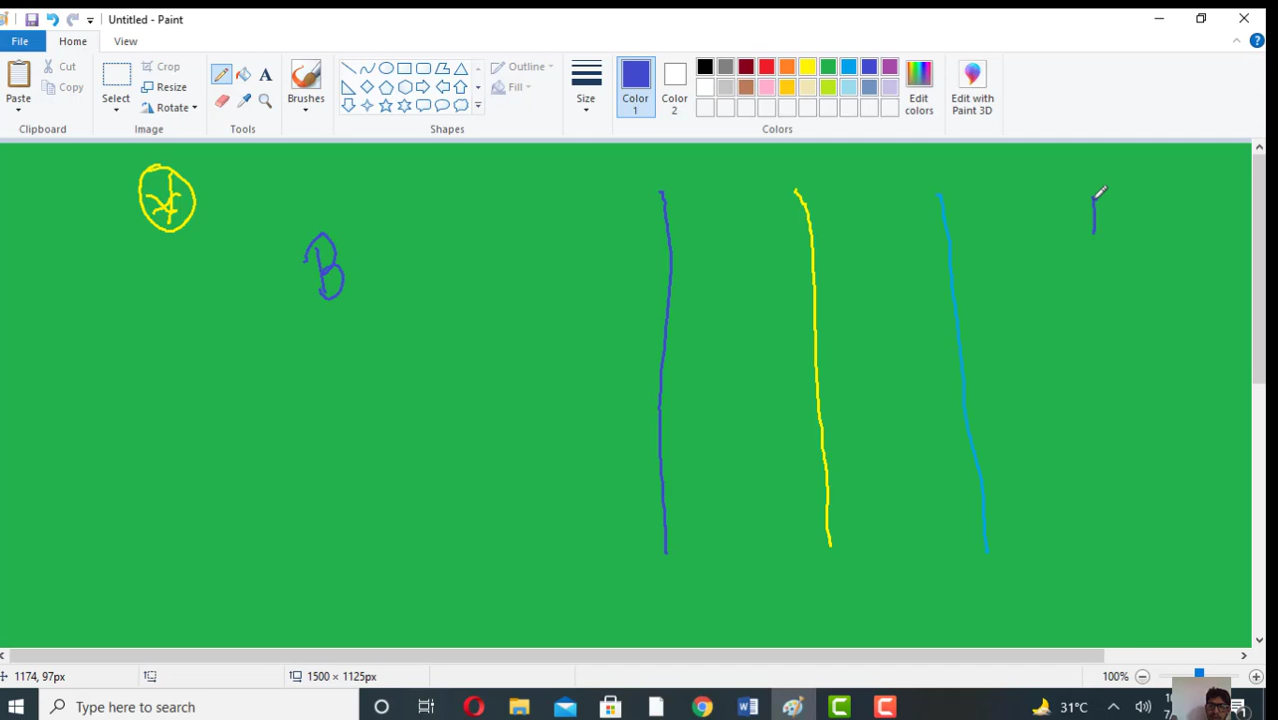 Untitled - Paint
File
Home
View
Paste
Cut
Copy
Clipboard
Select
Crop
Resize
Rotate
Image
A
Tools
Brushes
Shapes
Outline
Fill
Size
Color 1
Color 2
Edit colors
Colors
Edit with Paint 3D
B
1174, 97px
1500 × 1125px
100%
Type here to search
31°C